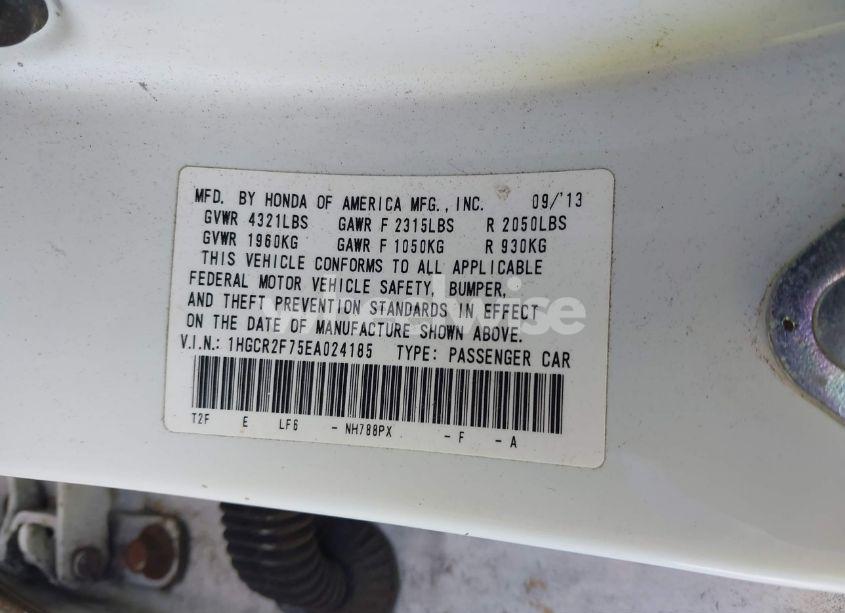 MFD. BY HONDA OF AMERICA MFG., INC. 09/'13
GVWR 4321LBS GAWR F 2315LBS R 2050LBS
GVWR 1960KG GAWR F 1050KG R 930KG
THIS VEHICLE CONFORMS TO ALL APPLICABLE
FEDERAL MOTOR VEHICLE SAFETY, BUMPER,
AND THEFT PREVENTION STANDARDS IN EFFECT
ON THE DATE OF MANUFACTURE SHOWN ABOVE.
V.I.N.: 1HGCR2F75EA024185 TYPE: PASSENGER CAR
T2F E LF6 - NH788PX - F - A
wheelwise